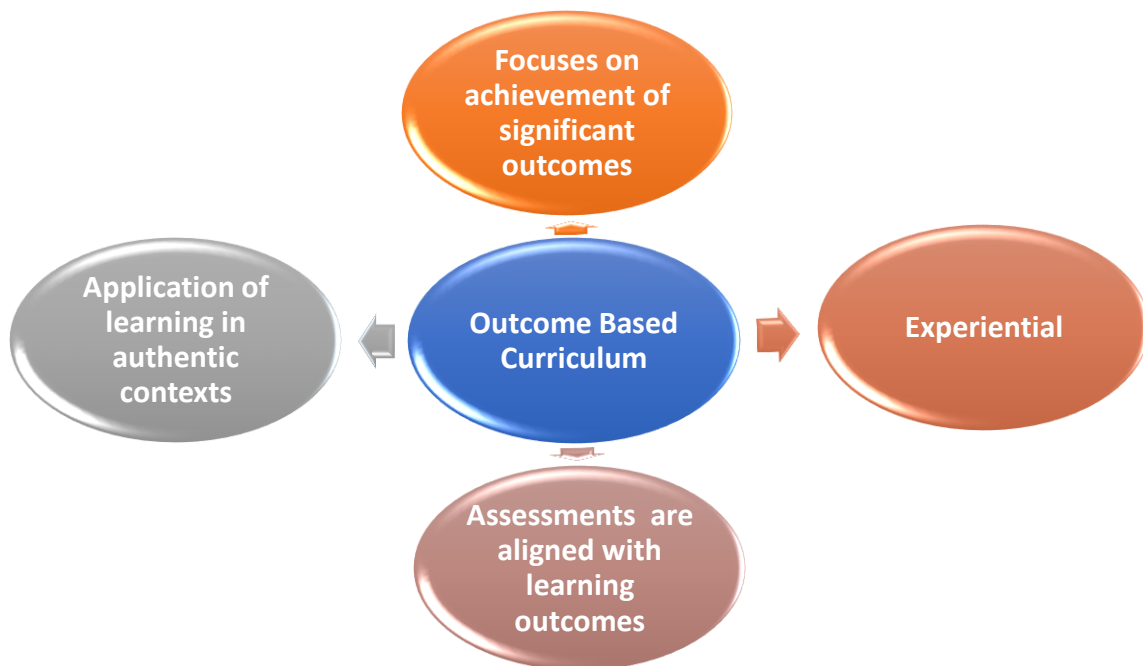 Focuses on
achievement of
significant
outcomes
Application of
learning in
authentic
contexts
Outcome Based
Curriculum
Experiential
Assessments  are
aligned with
learning
outcomes